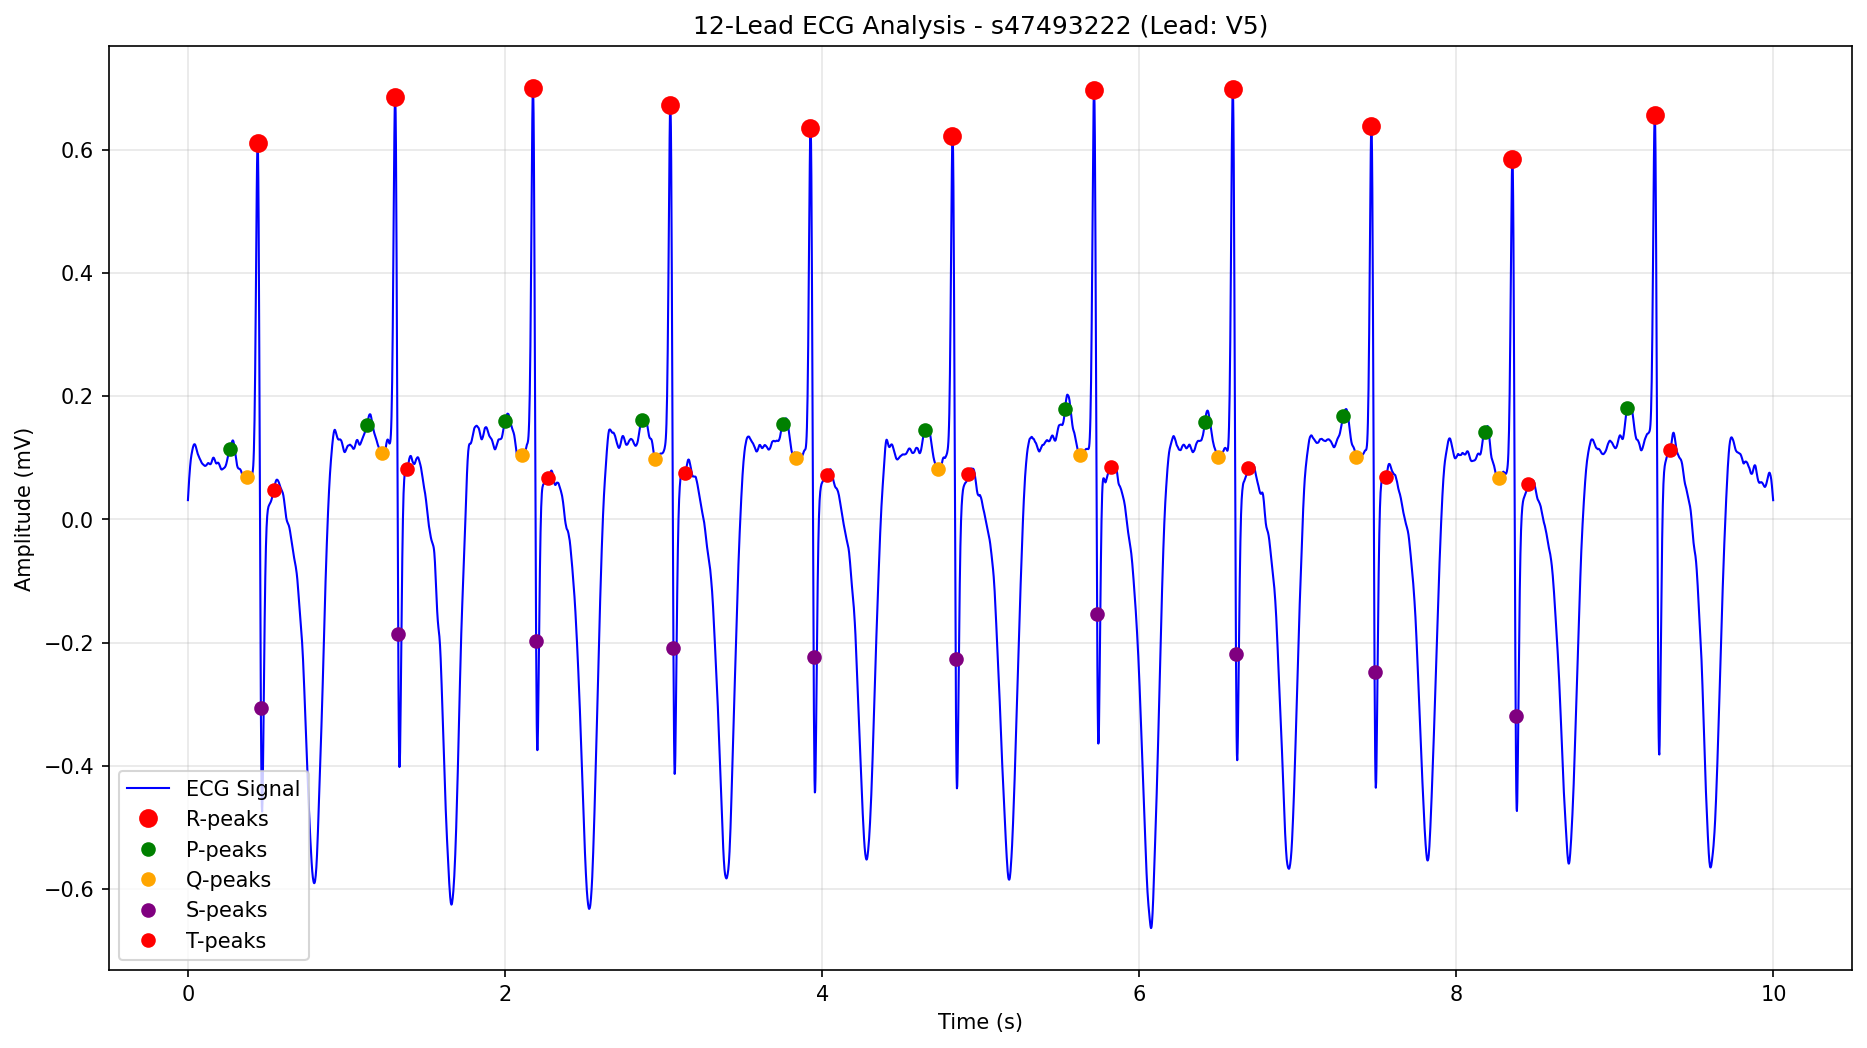 12-Lead ECG Analysis - s47493222 (Lead: V5)
Amplitude (mV)
0.6
0.4
0.2
0.0
−0.2
−0.4
−0.6
ECG Signal
R-peaks
P-peaks
Q-peaks
S-peaks
T-peaks
0 2 4 6 8 10
Time (s)